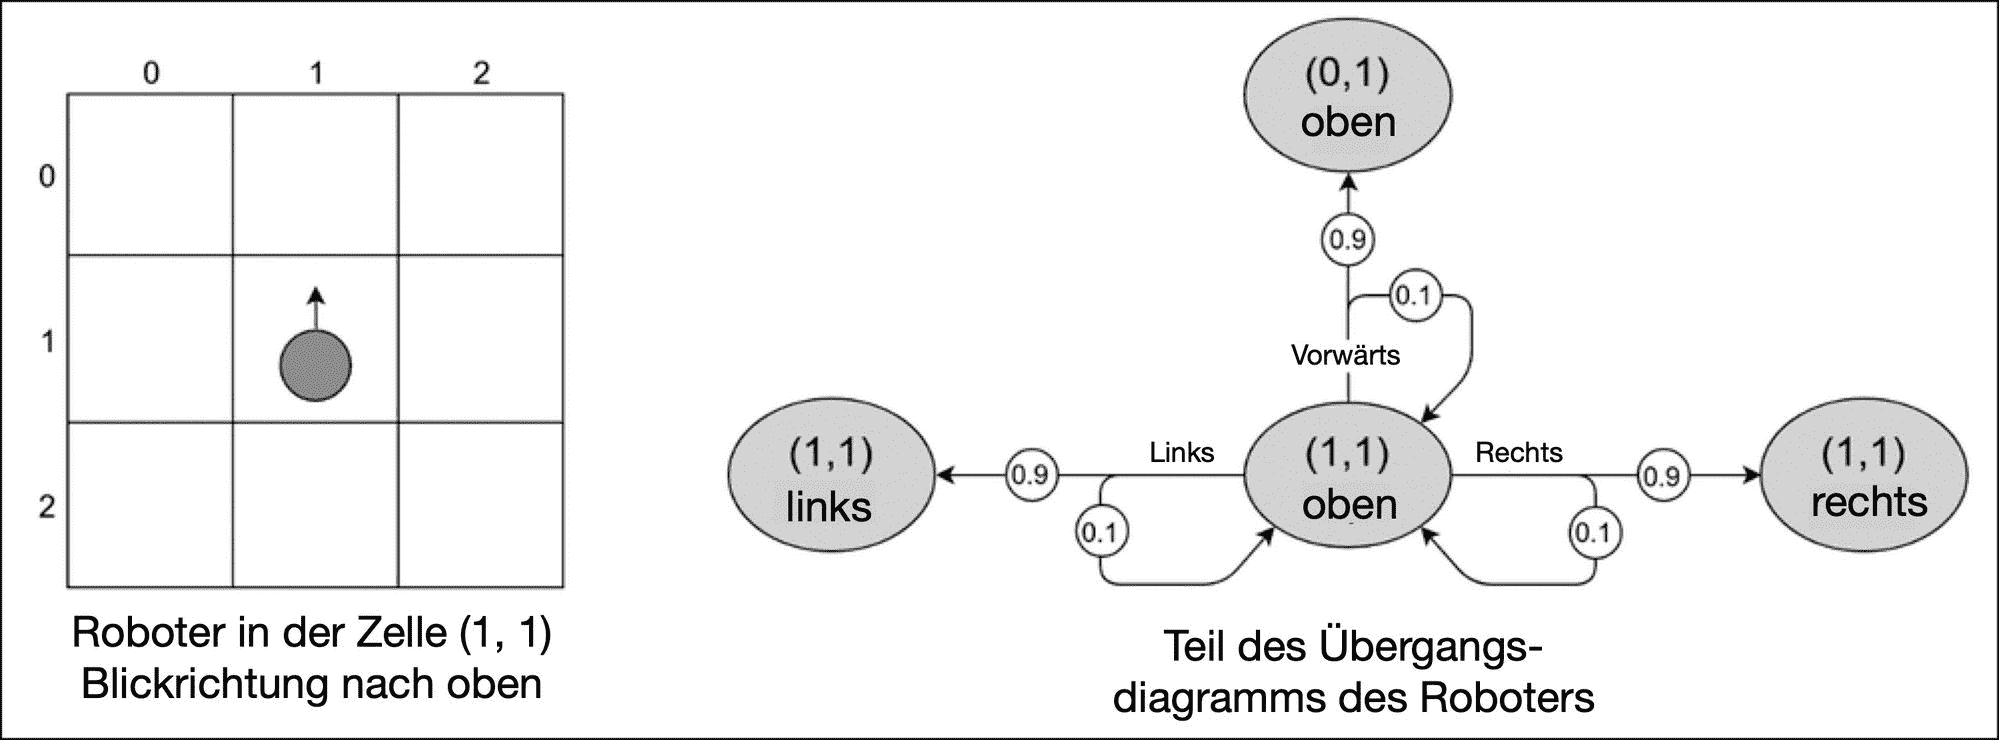 0 1 2
0
1
2
Roboter in der Zelle (1, 1)
Blickrichtung nach oben
(0,1)
oben
0.9
0.1
Vorwärts
(1,1)
links
0.9
Links
0.1
(1,1)
oben
Rechts
0.9
0.1
(1,1)
rechts
Teil des Übergangs-
diagramms des Roboters